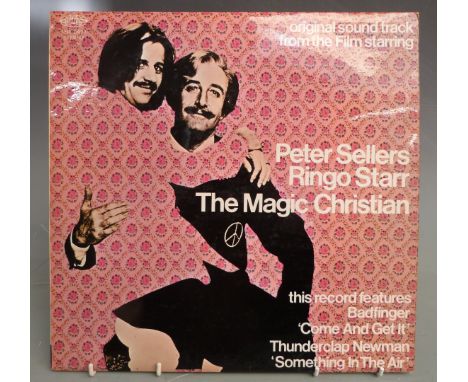 original sound track
from the Film starring
Peter Sellers
Ringo Starr
The Magic Christian
this record features
Badfinger
‘Come And Get It’
Thunderclap Newman
‘Something In The Air’